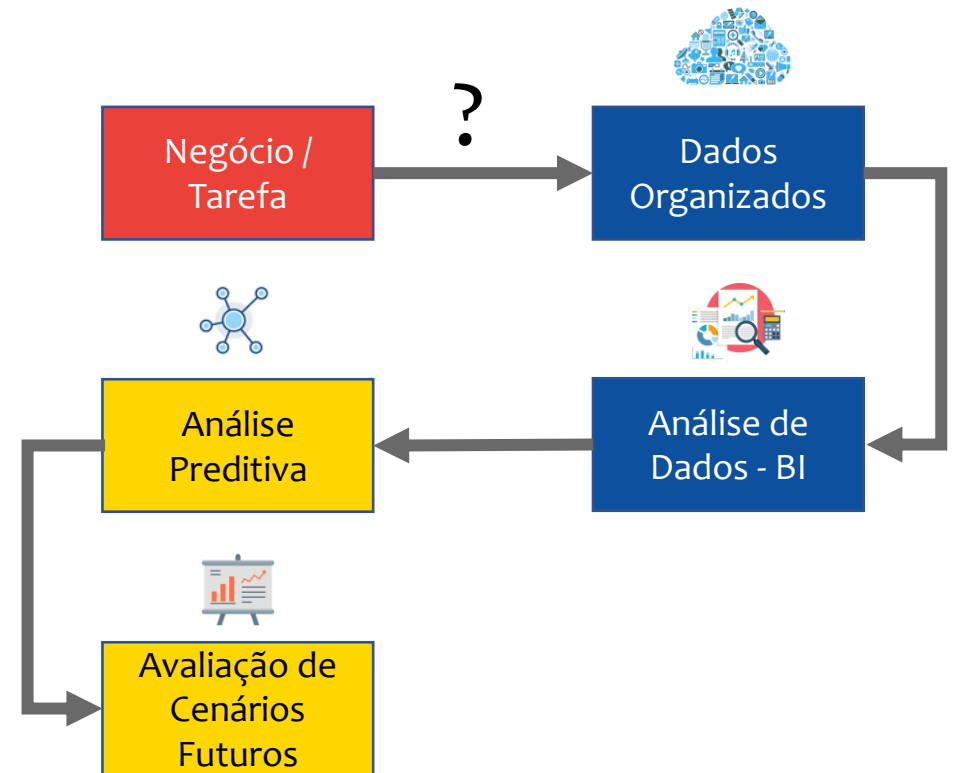 ?
Negócio /
Tarefa
Dados
Organizados
Análise
Preditiva
Análise de
Dados - BI
Avaliação de
Cenários
Futuros